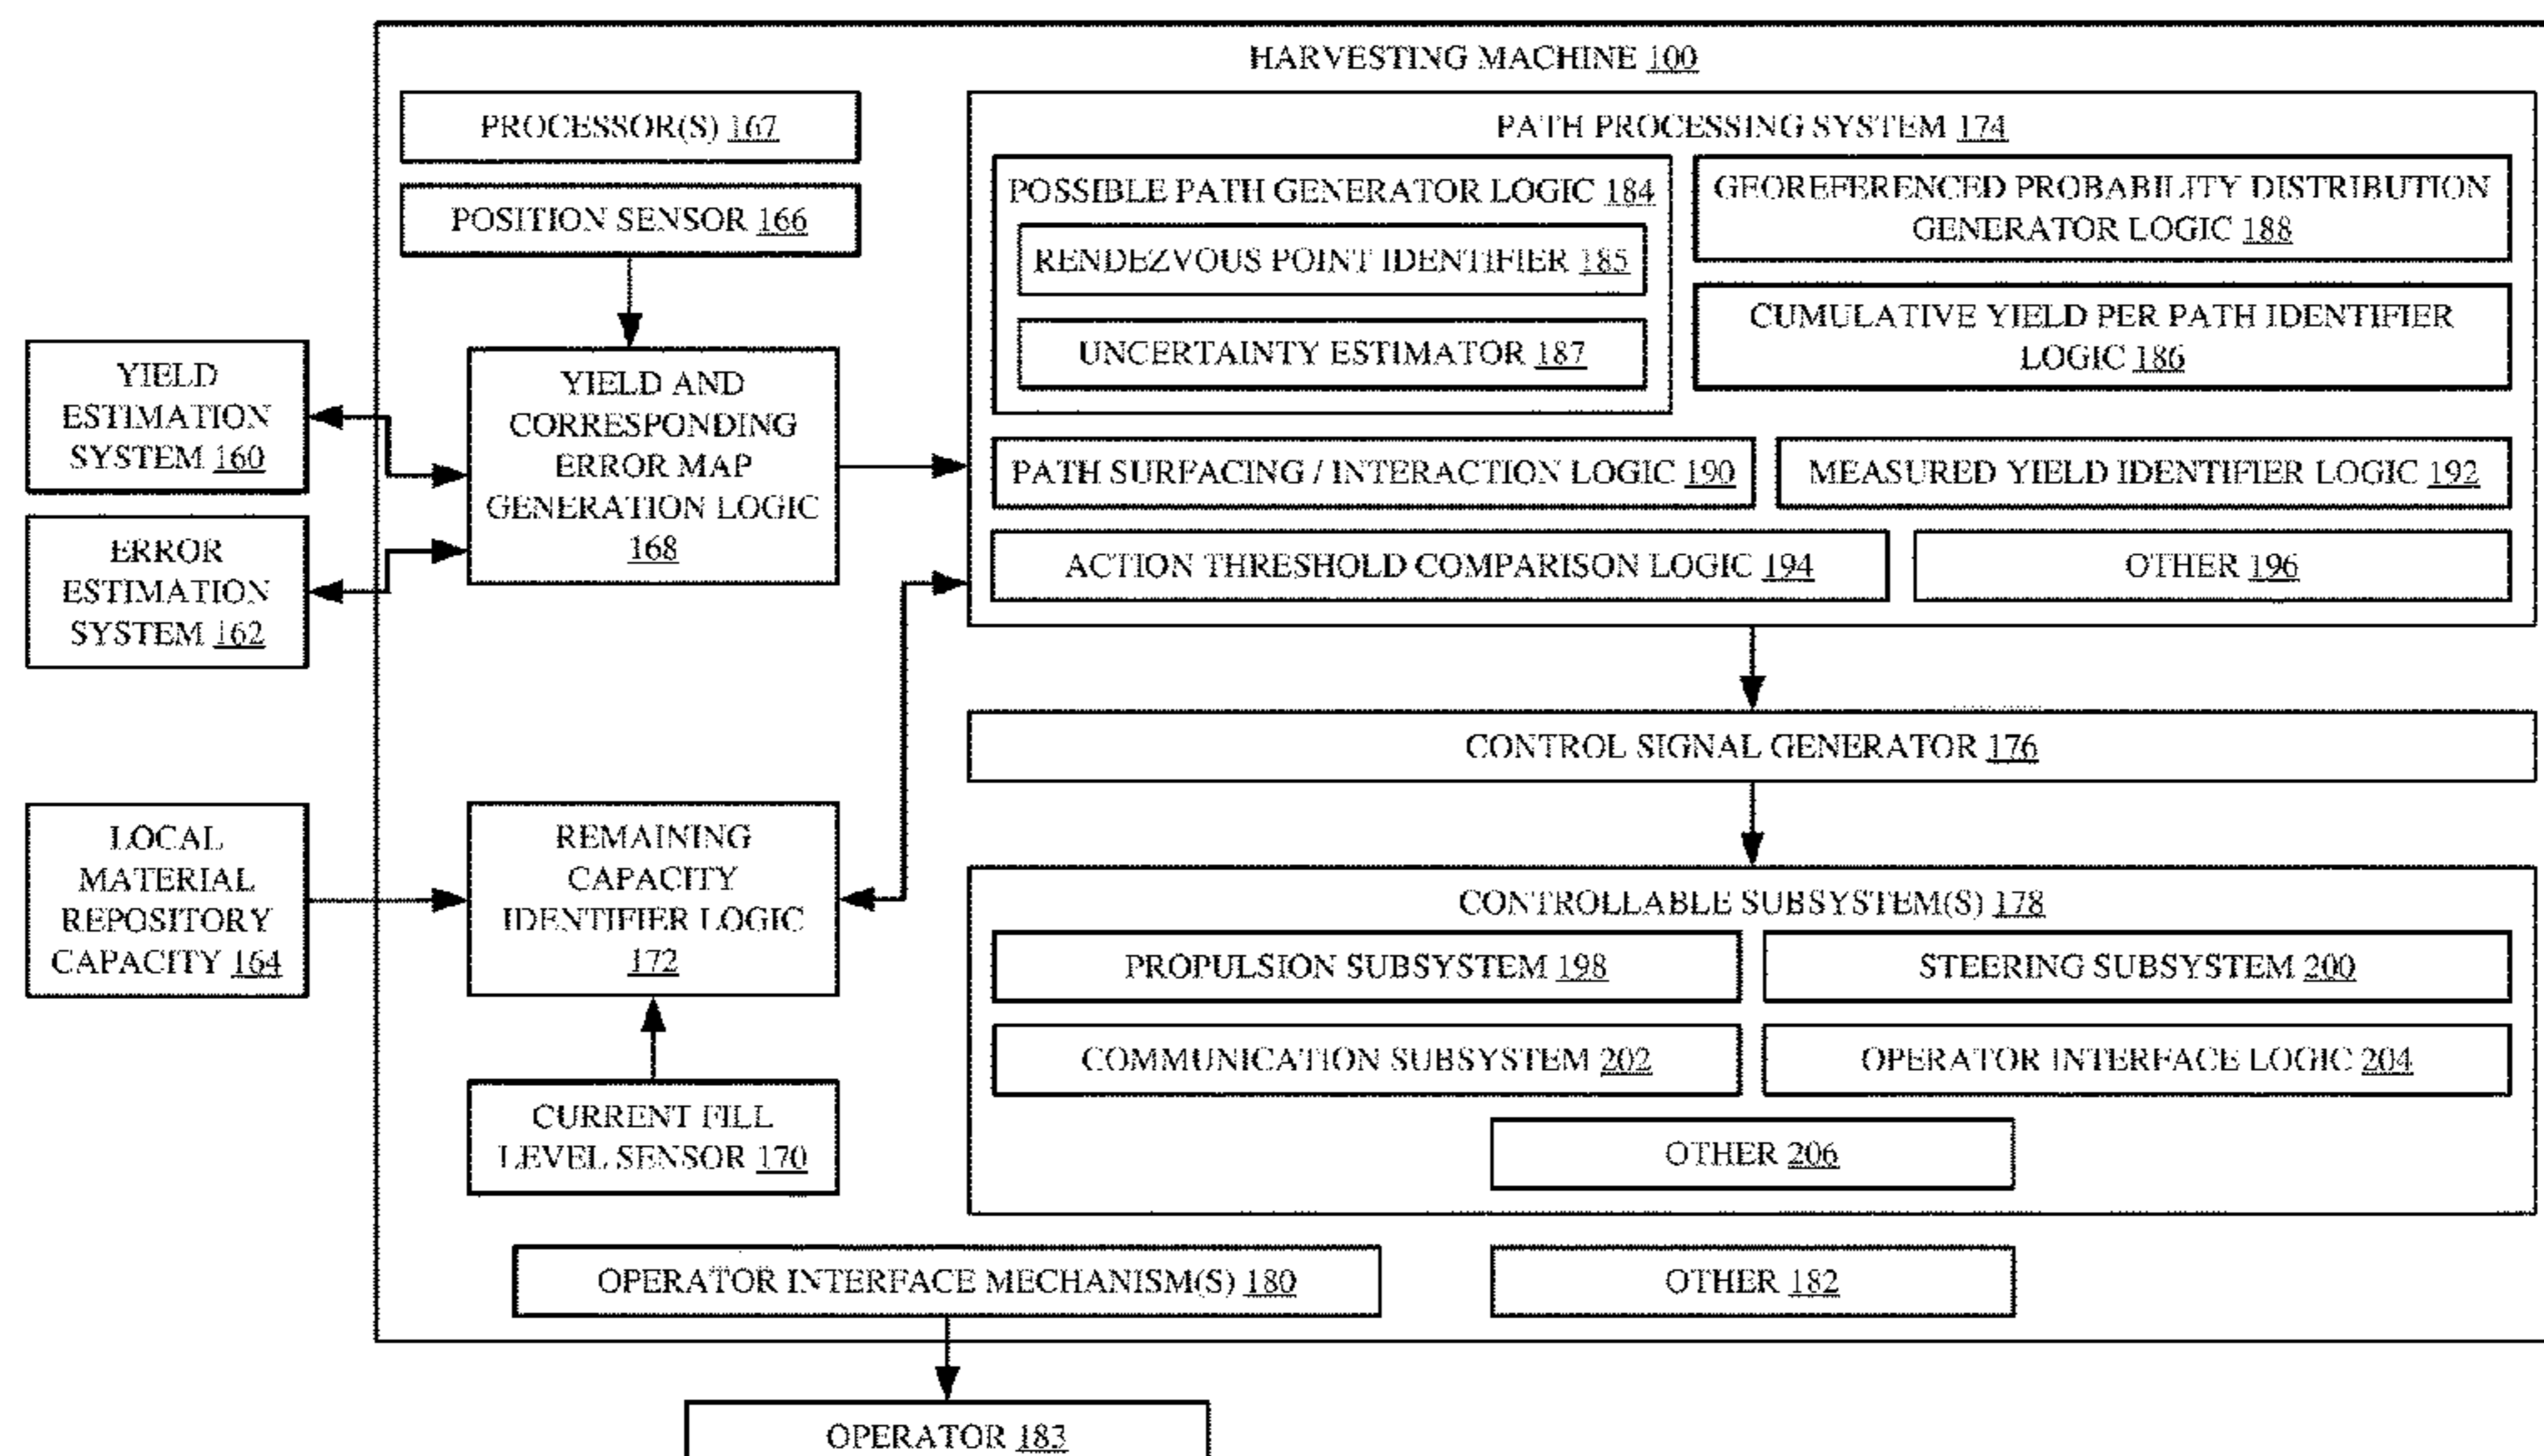 HARVESTING MACHINE 100
PROCESSOR(S) 167
POSITION SENSOR 166
YIELD
ESTIMATION
SYSTEM 160
ERROR
ESTIMATION
SYSTEM 162
YIELD AND
CORRESPONDING
ERROR MAP
GENERATION LOGIC
168
LOCAL
MATERIAL
REPOSITORY
CAPACITY 164
REMAINING
CAPACITY
IDENTIFIER LOGIC
172
CURRENT FILL
LEVEL SENSOR 170
PATH PROCESSING SYSTEM 174
POSSIBLE PATH GENERATOR LOGIC 184
RENDEZVOUS POINT IDENTIFIER 185
UNCERTAINTY ESTIMATOR 187
GEOREFERENCED PROBABILITY DISTRIBUTION
GENERATOR LOGIC 188
CUMULATIVE YIELD PER PATH IDENTIFIER
LOGIC 186
PATH SURFACING / INTERACTION LOGIC 190
MEASURED YIELD IDENTIFIER LOGIC 192
ACTION THRESHOLD COMPARISON LOGIC 194
OTHER 196
CONTROL SIGNAL GENERATOR 176
CONTROLLABLE SUBSYSTEM(S) 178
PROPULSION SUBSYSTEM 198
STEERING SUBSYSTEM 200
COMMUNICATION SUBSYSTEM 202
OPERATOR INTERFACE LOGIC 204
OTHER 206
OPERATOR INTERFACE MECHANISM(S) 180
OTHER 182
OPERATOR 183